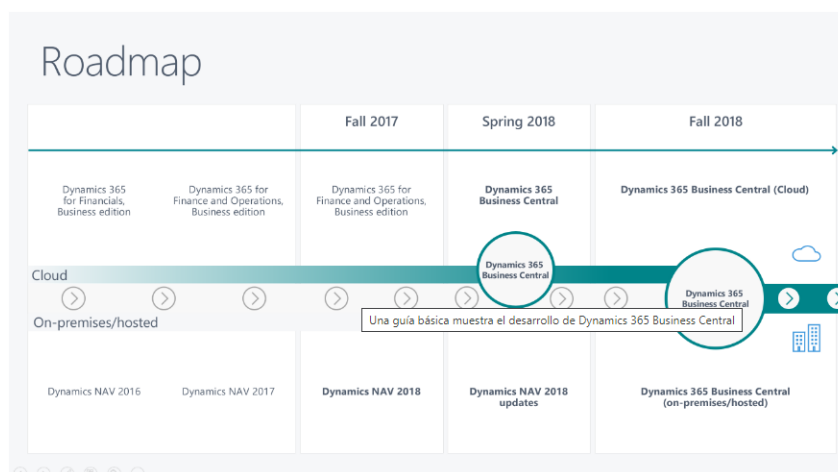 Roadmap
Fall 2017
Spring 2018
Fall 2018
Dynamics 365
for Financials,
Business edition
Dynamics 365 for
Finance and Operations,
Business edition
Dynamics 365 for
Finance and Operations,
Business edition
Dynamics 365
Business Central
Dynamics 365 Business Central (Cloud)
Cloud
Dynamics 365
Business Central
Dynamics 365
Business Central
On-premises/hosted
Una guía básica muestra el desarrollo de Dynamics 365 Business Central
Dynamics NAV 2016
Dynamics NAV 2017
Dynamics NAV 2018
Dynamics NAV 2018
updates
Dynamics 365 Business Central
(on-premises/hosted)